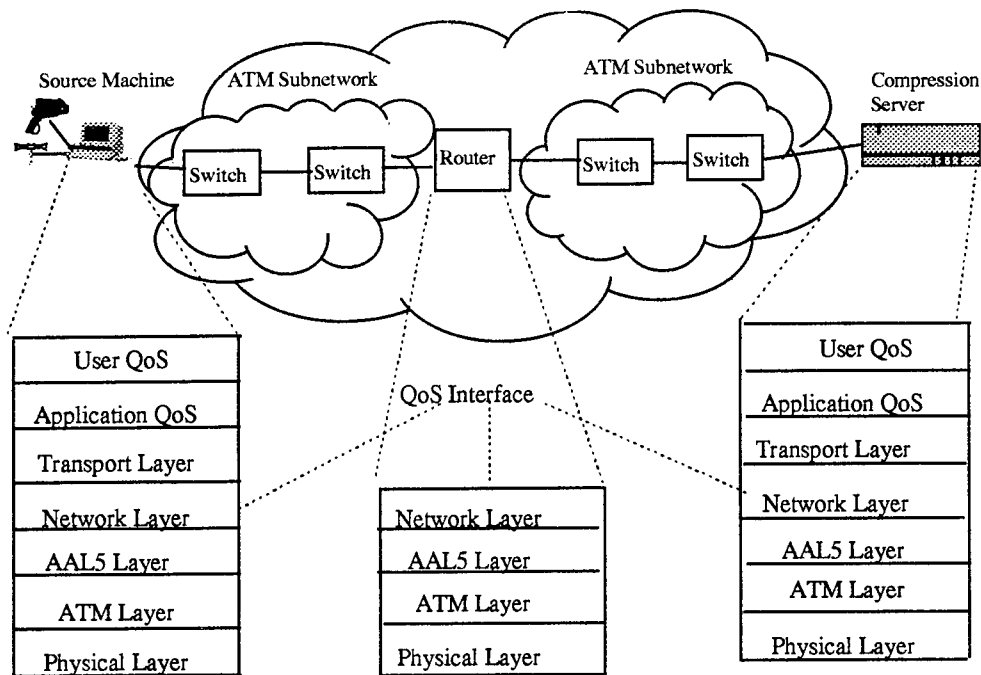 Source Machine
ATM Subnetwork
ATM Subnetwork
Compression
Server
Switch
Switch
Router
Switch
Switch
User QoS
Application QoS
Transport Layer
Network Layer
AAL5 Layer
ATM Layer
Physical Layer
QoS Interface
Network Layer
AAL5 Layer
ATM Layer
Physical Layer
User QoS
Application QoS
Transport Layer
Network Layer
AAL5 Layer
ATM Layer
Physical Layer